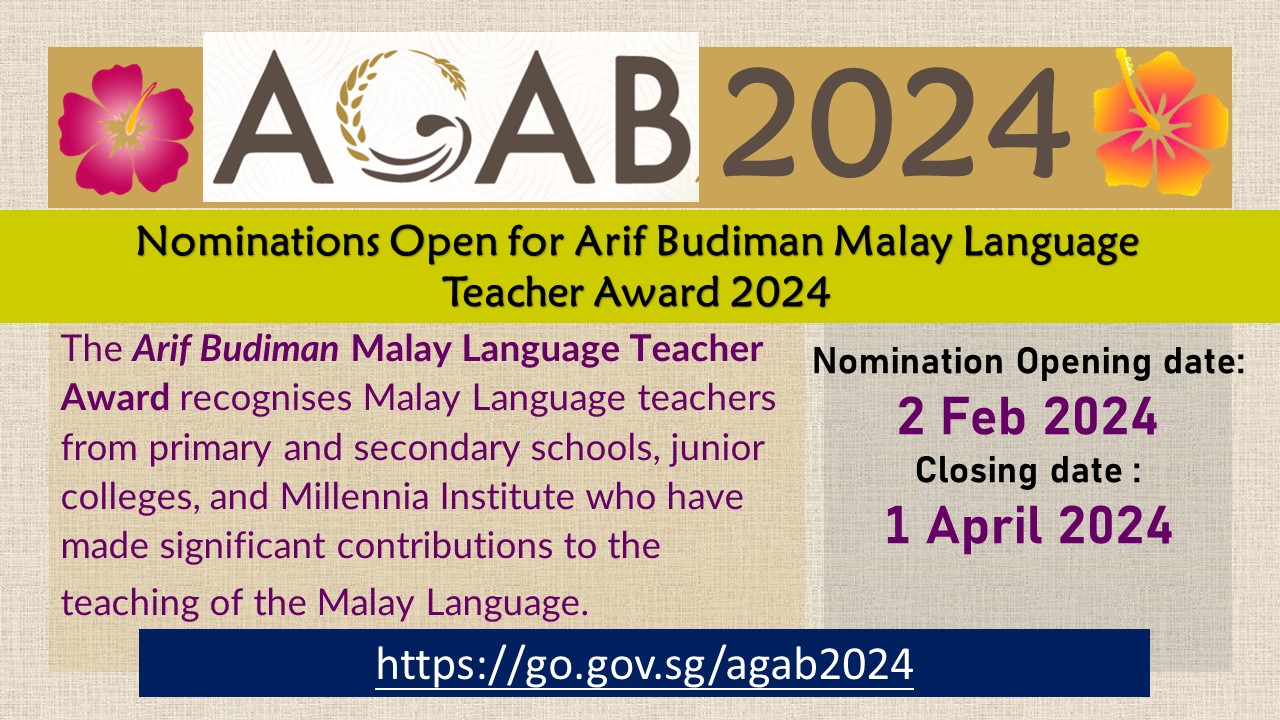 AGAB 2024
Nominations Open for Arif Budiman Malay Language
Teacher Award 2024
The Arif Budiman Malay Language Teacher
Award recognises Malay Language teachers
from primary and secondary schools, junior
colleges, and Millennia Institute who have
made significant contributions to the
teaching of the Malay Language.
Nomination Opening date:
2 Feb 2024
Closing date :
1 April 2024
https://go.gov.sg/agab2024